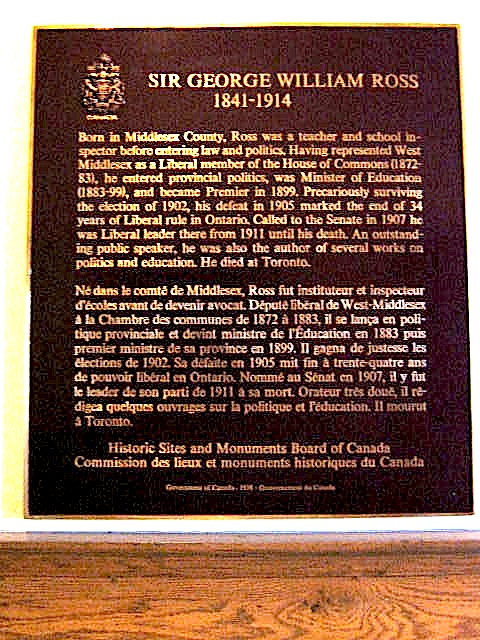 CANADA
SIR GEORGE WILLIAM ROSS
1841-1914
Born in Middlesex County, Ross was a teacher and school in-
spector before entering law and politics. Having represented West
Middlesex as a Liberal member of the House of Commons (1872-
83), he entered provincial politics, was Minister of Education
(1883-99), and became Premier in 1899. Precariously surviving
the election of 1902, his defeat in 1905 marked the end of 34
years of Liberal rule in Ontario. Called to the Senate in 1907 he
was Liberal leader there from 1911 until his death. An outstand-
ing public speaker, he was also the author of several works on
politics and education. He died at Toronto.
Né dans le comté de Middlesex, Ross fut instituteur et inspecteur
d'écoles avant de devenir avocat. Député libéral de West-Middlesex
à la Chambre des communes de 1872 à 1883, il se lança en poli-
tique provinciale et devint ministre de l'Éducation en 1883 puis
premier ministre de sa province en 1899. Il gagna de justesse les
élections de 1902. Sa défaite en 1905 mit fin à trente-quatre ans
de pouvoir libéral en Ontario. Nommé au Sénat en 1907, il y fut
le leader de son parti de 1911 à sa mort. Orateur très doué, il ré-
digea quelques ouvrages sur la politique et l'éducation. Il mourut
à Toronto.
Historic Sites and Monuments Board of Canada
Commission des lieux et monuments historiques du Canada
Government of Canada - - Gouvernement du Canada